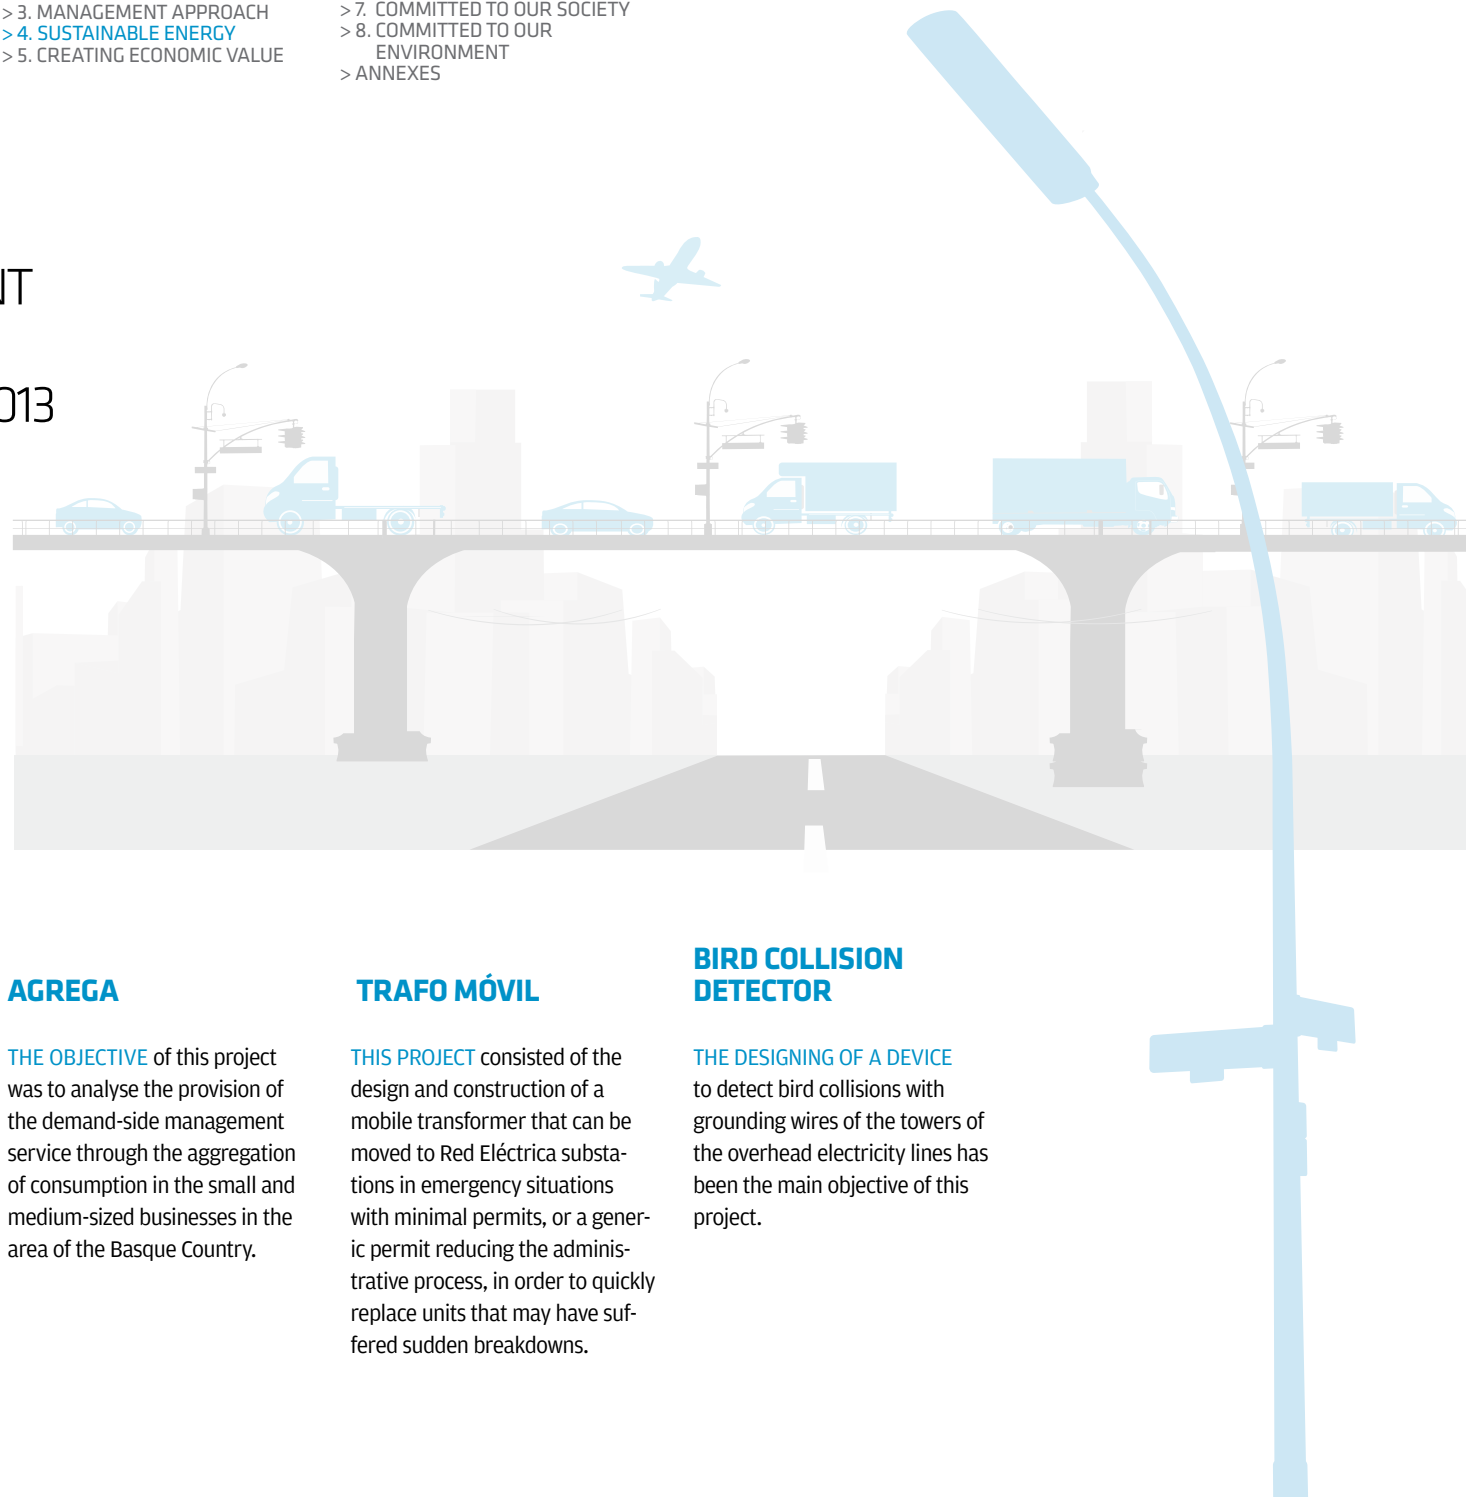 > 3. MANAGEMENT APPROACH
> 4. SUSTAINABLE ENERGY
> 5. CREATING ECONOMIC VALUE
> 7. COMMITTED TO OUR SOCIETY
> 8. COMMITTED TO OUR
ENVIRONMENT
> ANNEXES
NT
013
AGREGA
THE OBJECTIVE of this project
was to analyse the provision of
the demand-side management
service through the aggregation
of consumption in the small and
medium-sized businesses in the
area of the Basque Country.
TRAFO MÓVIL
THIS PROJECT consisted of the
design and construction of a
mobile transformer that can be
moved to Red Eléctrica substa-
tions in emergency situations
with minimal permits, or a gener-
ic permit reducing the adminis-
trative process, in order to quickly
replace units that may have suf-
fered sudden breakdowns.
BIRD COLLISION
DETECTOR
THE DESIGNING OF A DEVICE
to detect bird collisions with
grounding wires of the towers of
the overhead electricity lines has
been the main objective of this
project.